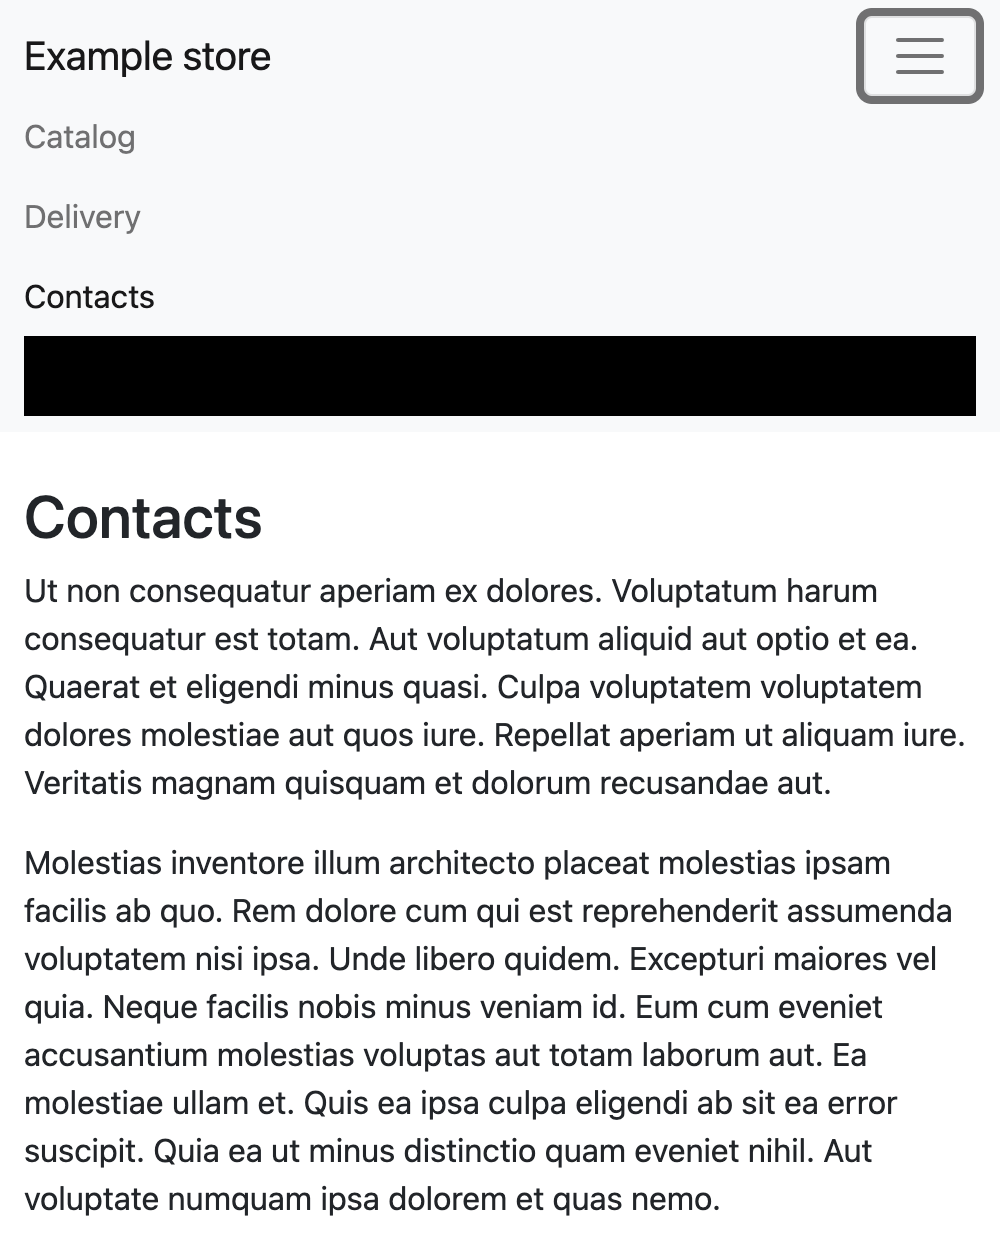 Example store
Catalog
Delivery
Contacts
Contacts
Ut non consequatur aperiam ex dolores. Voluptatum harum
consequatur est totam. Aut voluptatum aliquid aut optio et ea.
Quaerat et eligendi minus quasi. Culpa voluptatem voluptatem
dolores molestiae aut quos iure. Repellat aperiam ut aliquam iure.
Veritatis magnam quisquam et dolorum recusandae aut.
Molestias inventore illum architecto placeat molestias ipsam
facilis ab quo. Rem dolore cum qui est reprehenderit assumenda
voluptatem nisi ipsa. Unde libero quidem. Excepturi maiores vel
quia. Neque facilis nobis minus veniam id. Eum cum eveniet
accusantium molestias voluptas aut totam laborum aut. Ea
molestiae ullam et. Quis ea ipsa culpa eligendi ab sit ea error
suscipit. Quia ea ut minus distinctio quam eveniet nihil. Aut
voluptate numquam ipsa dolorem et quas nemo.